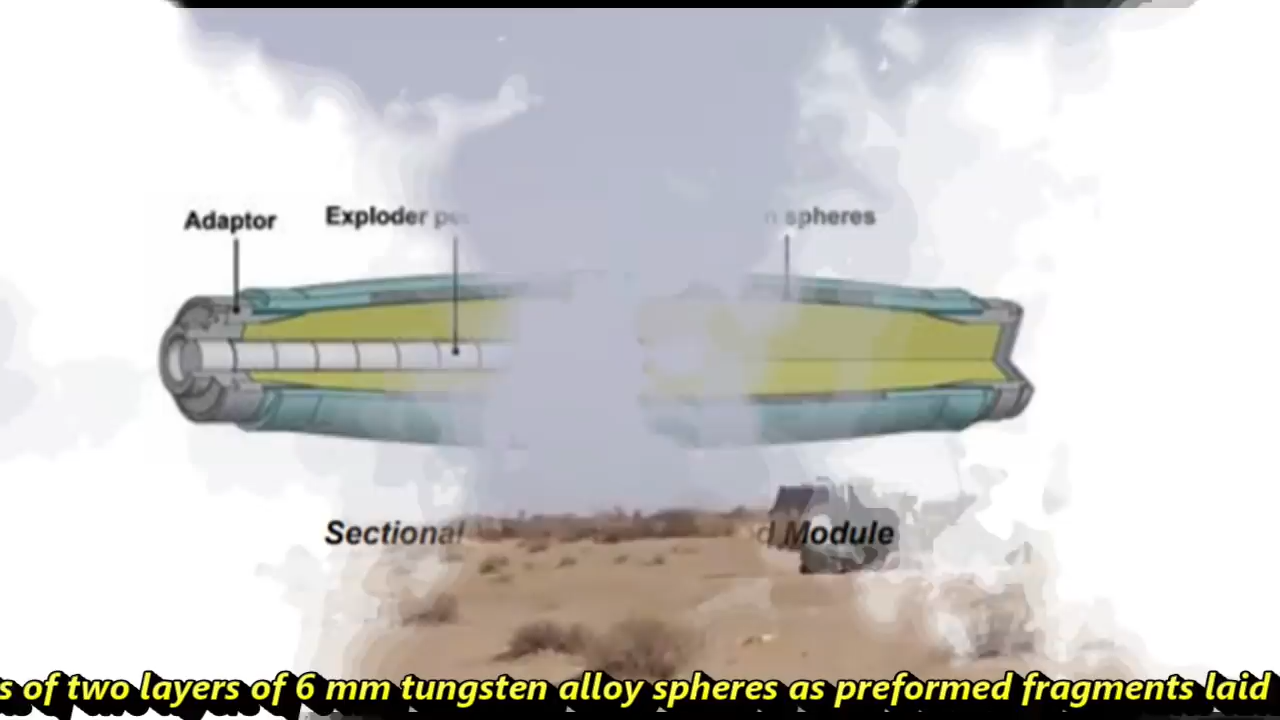 Adaptor Exploder spheres
Sectional Module
of two layers of 6 mm tungsten alloy spheres as preformed fragments laid